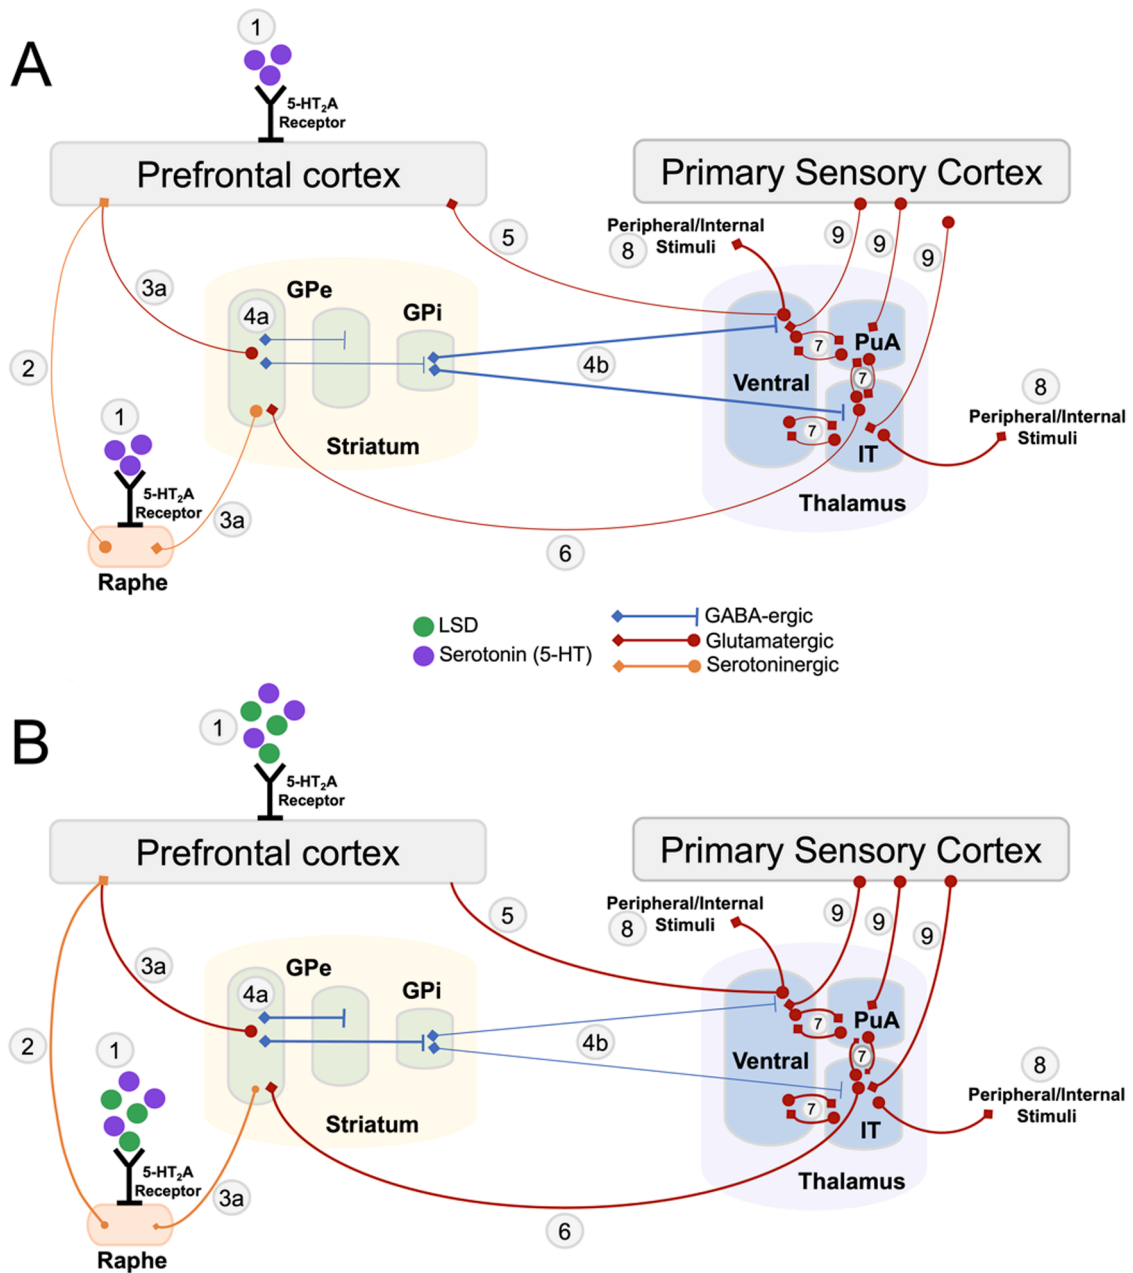 A
1
5-HT2A
Receptor
Prefrontal cortex
Primary Sensory Cortex
Peripheral/Internal
Stimuli
8
5
9
9
9
3a
GPe
4a
GPi
2
4b
7
PuA
7
Ventral
8
Peripheral/Internal
Stimuli
1
7
IT
Striatum
5-HT2A
Receptor
3a
Thalamus
6
Raphe
LSD
Serotonin (5-HT)
GABA-ergic
Glutamatergic
Serotoninergic
B
1
5-HT2A
Receptor
Prefrontal cortex
Primary Sensory Cortex
Peripheral/Internal
Stimuli
8
5
9
9
9
3a
GPe
4a
GPi
2
4b
7
PuA
7
Ventral
8
Peripheral/Internal
Stimuli
1
7
IT
Striatum
5-HT2A
Receptor
3a
Thalamus
6
Raphe